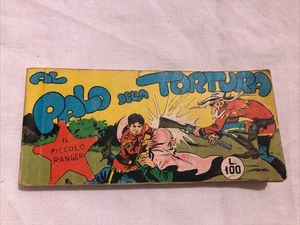 AL
PALO DELLA TORTURA
IL
PICCOLO
RANGER
L.
100